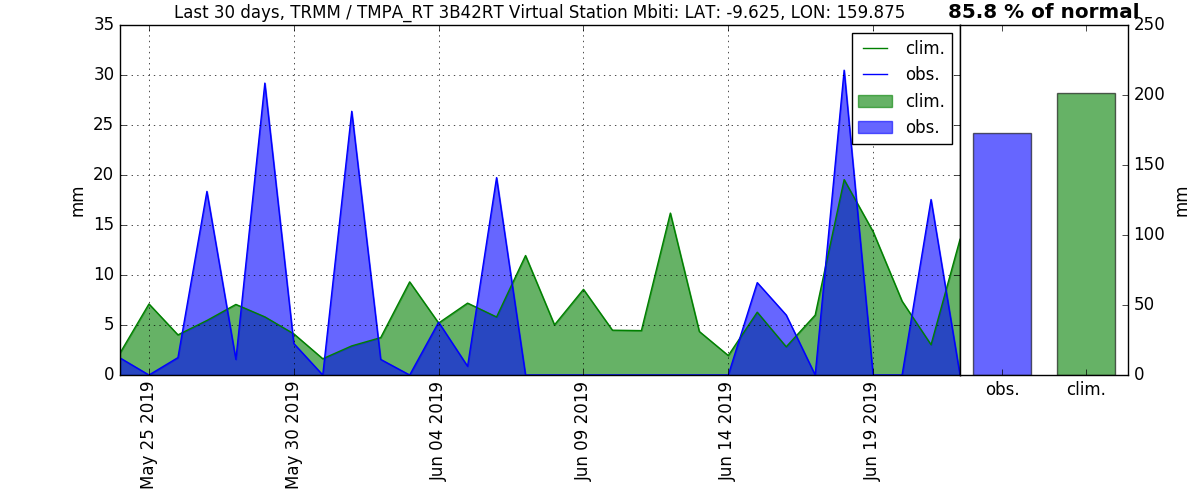 Last 30 days, TRMM / TMPA_RT 3B42RT Virtual Station Mbiti: LAT: -9.625, LON: 159.875
85.8 % of normal
35
30
25
20
15
10
5
0
mm
clim.
obs.
clim.
obs.
May 25 2019
May 30 2019
Jun 04 2019
Jun 09 2019
Jun 14 2019
Jun 19 2019
250
200
150
100
50
0
mm
obs.
clim.